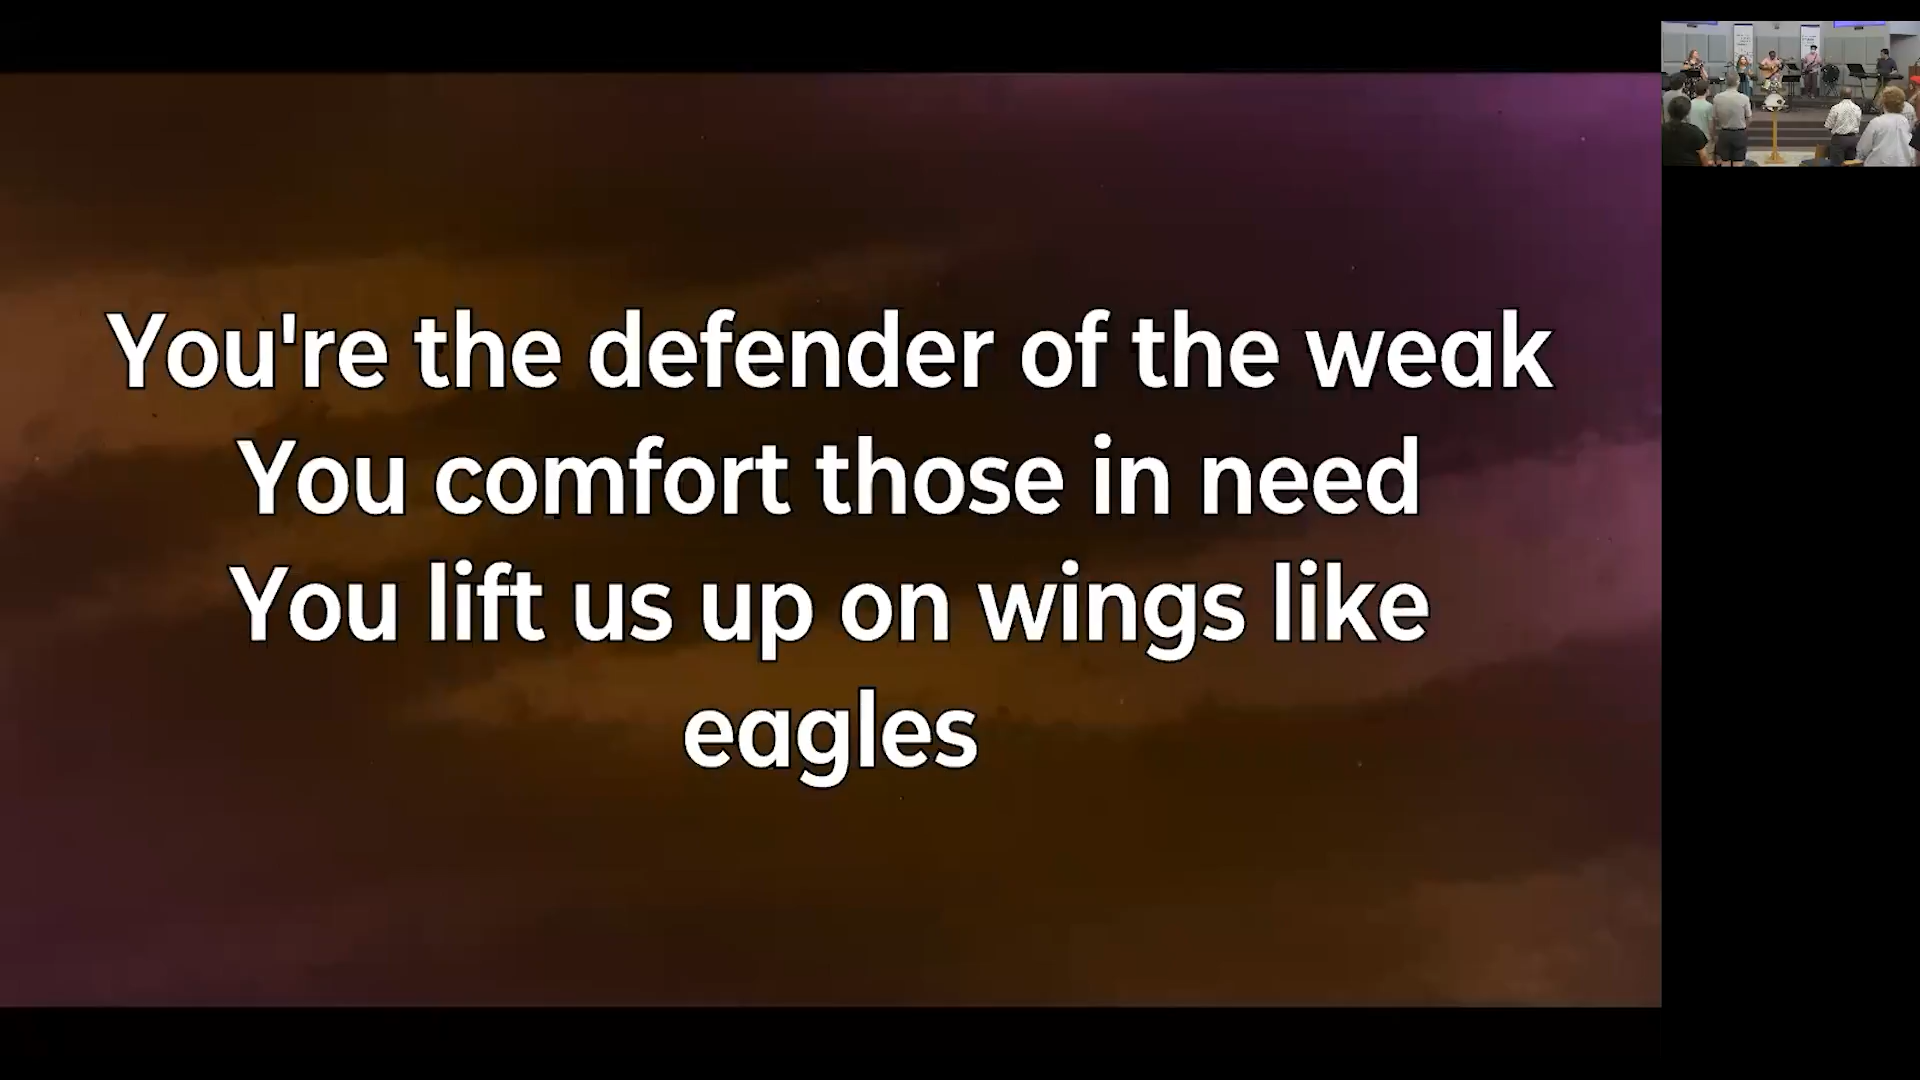 You're the defender of the weak
You comfort those in need
You lift us up on wings like
eagles